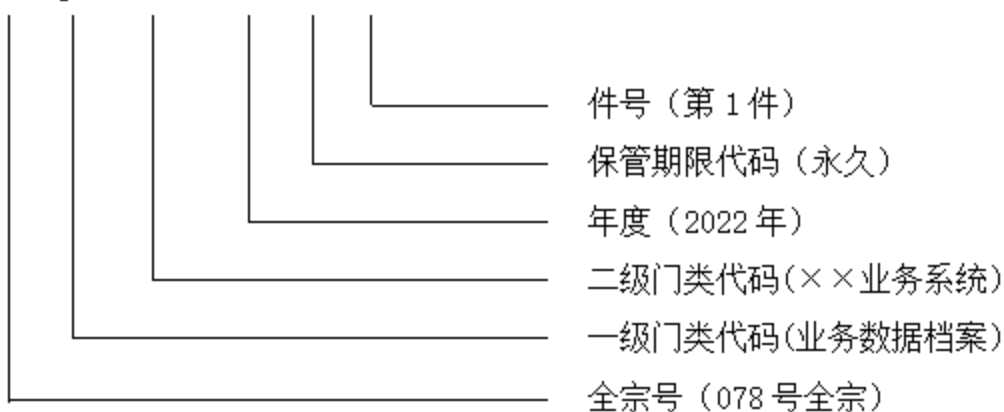 件号（第1件）
保管期限代码（永久）
年度（2022年）
二级门类代码(××业务系统)
一级门类代码(业务数据档案)
全宗号（078号全宗）